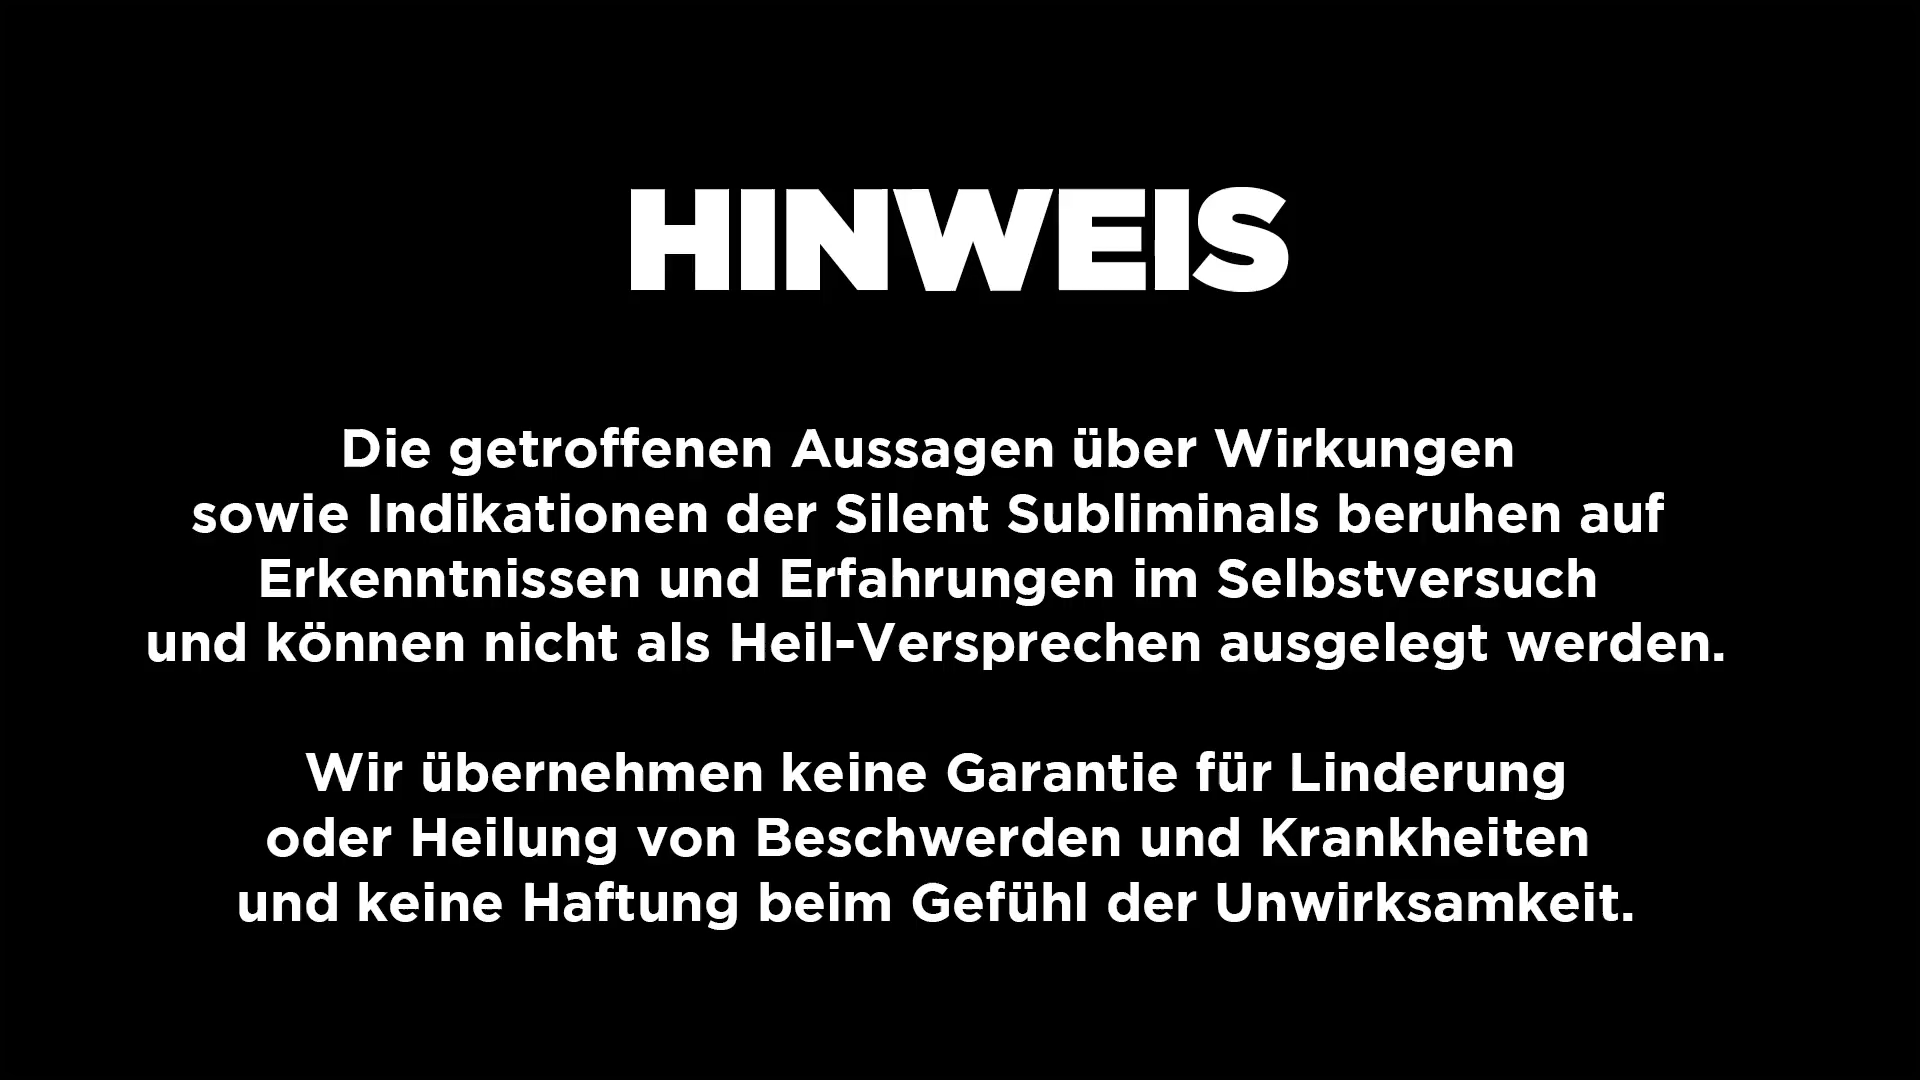 HINWEIS
Die getroffenen Aussagen über Wirkungen
sowie Indikationen der Silent Subliminals beruhen auf
Erkenntnissen und Erfahrungen im Selbstversuch
und können nicht als Heil-Versprechen ausgelegt werden.
Wir übernehmen keine Garantie für Linderung
oder Heilung von Beschwerden und Krankheiten
und keine Haftung beim Gefühl der Unwirksamkeit.